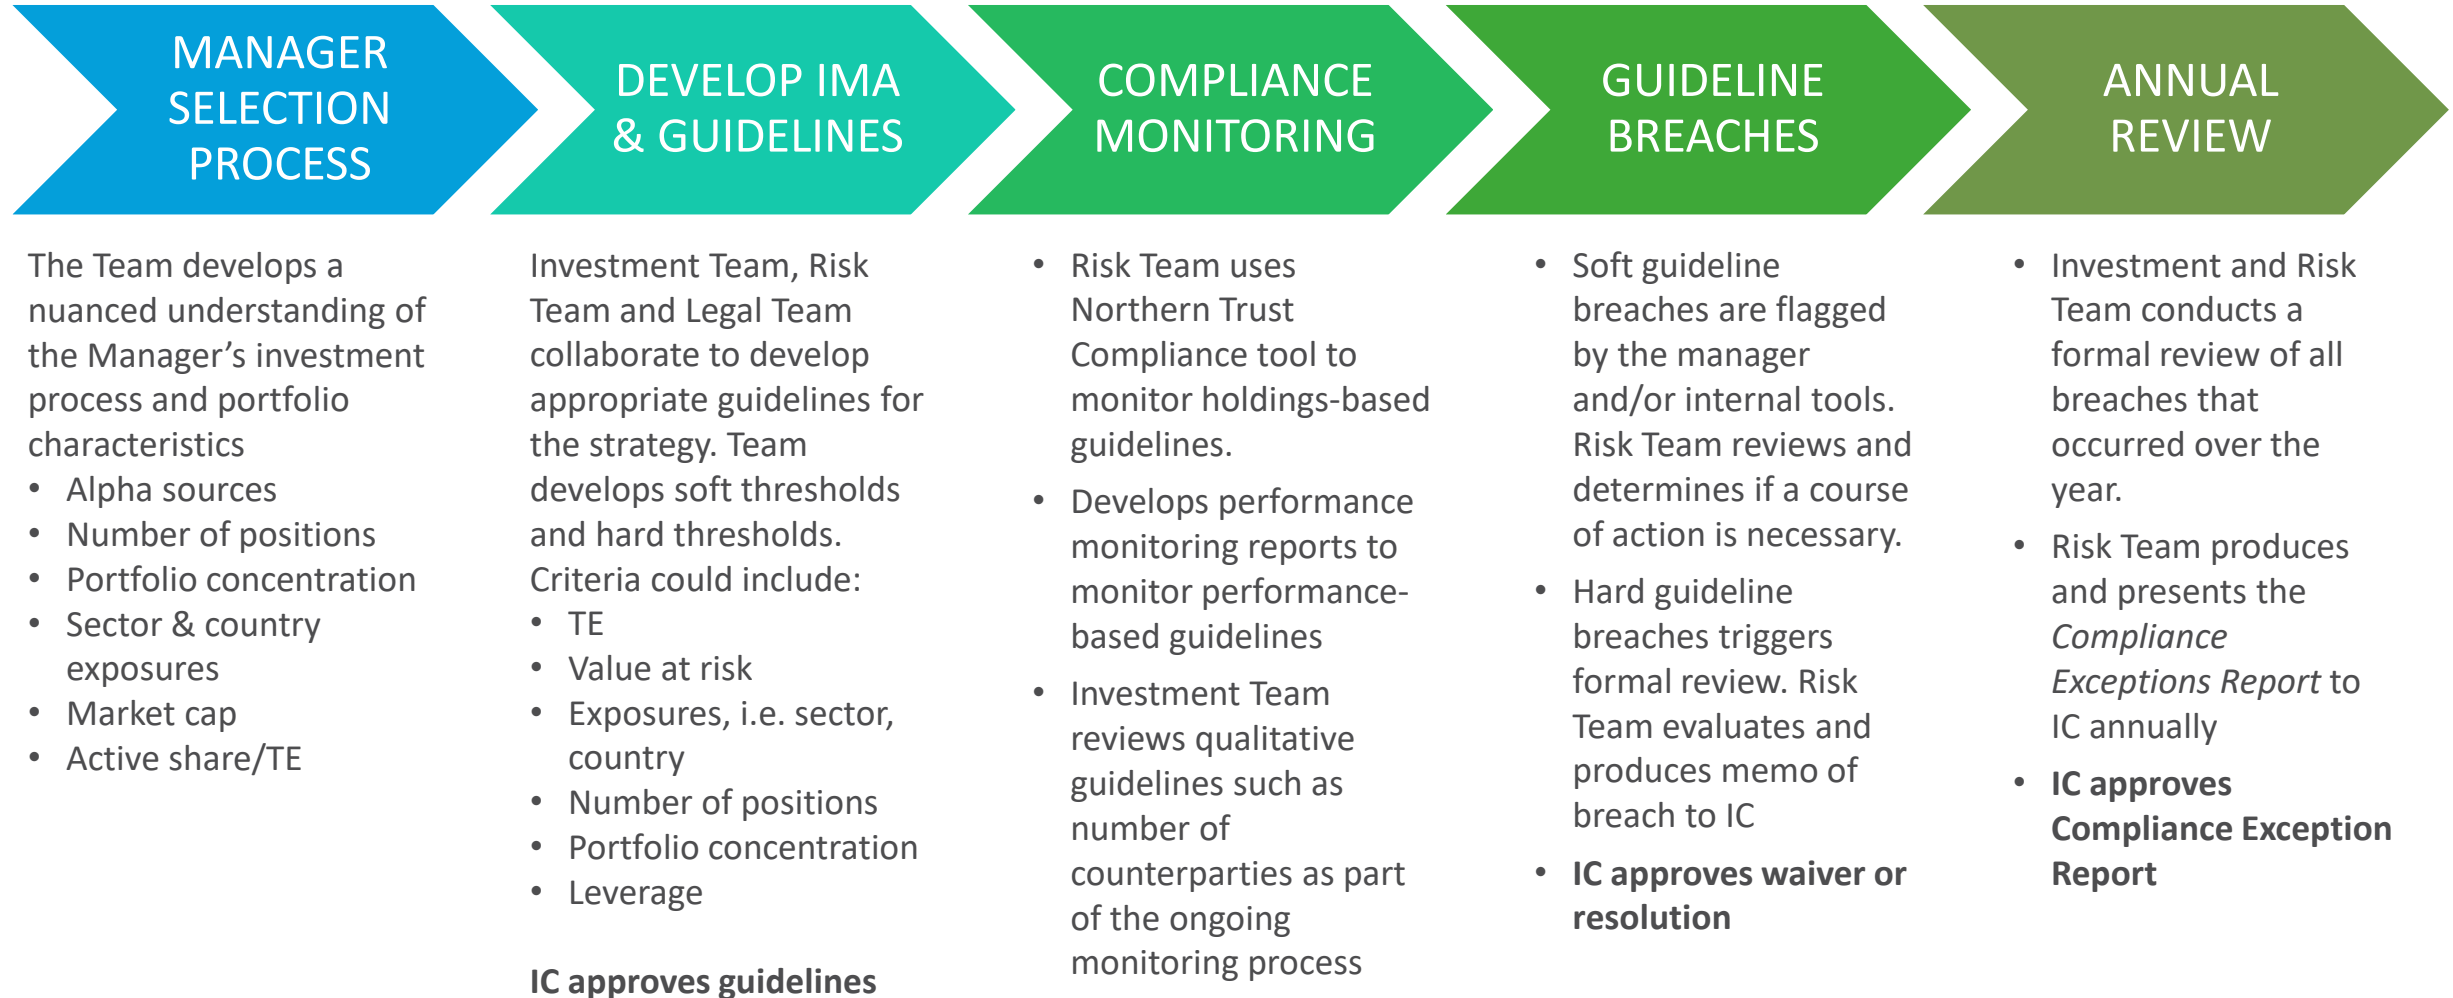 MANAGER
SELECTION
PROCESS
The Team develops a
nuanced understanding of
the Manager’s investment
process and portfolio
characteristics
• Alpha sources
• Number of positions
• Portfolio concentration
• Sector & country
exposures
• Market cap
• Active share/TE
DEVELOP IMA
& GUIDELINES
Investment Team, Risk
Team and Legal Team
collaborate to develop
appropriate guidelines for
the strategy. Team
develops soft thresholds
and hard thresholds.
Criteria could include:
• TE
• Value at risk
• Exposures, i.e. sector,
country
• Number of positions
• Portfolio concentration
• Leverage
IC approves guidelines
COMPLIANCE
MONITORING
• Risk Team uses
Northern Trust
Compliance tool to
monitor holdings-based
guidelines.
• Develops performance
monitoring reports to
monitor performance-
based guidelines
• Investment Team
reviews qualitative
guidelines such as
number of
counterparties as part
of the ongoing
monitoring process
GUIDELINE
BREACHES
• Soft guideline
breaches are flagged
by the manager
and/or internal tools.
Risk Team reviews and
determines if a course
of action is necessary.
• Hard guideline
breaches triggers
formal review. Risk
Team evaluates and
produces memo of
breach to IC
• IC approves waiver or
resolution
ANNUAL
REVIEW
• Investment and Risk
Team conducts a
formal review of all
breaches that
occurred over the
year.
• Risk Team produces
and presents the
Compliance
Exceptions Report to
IC annually
• IC approves
Compliance Exception
Report